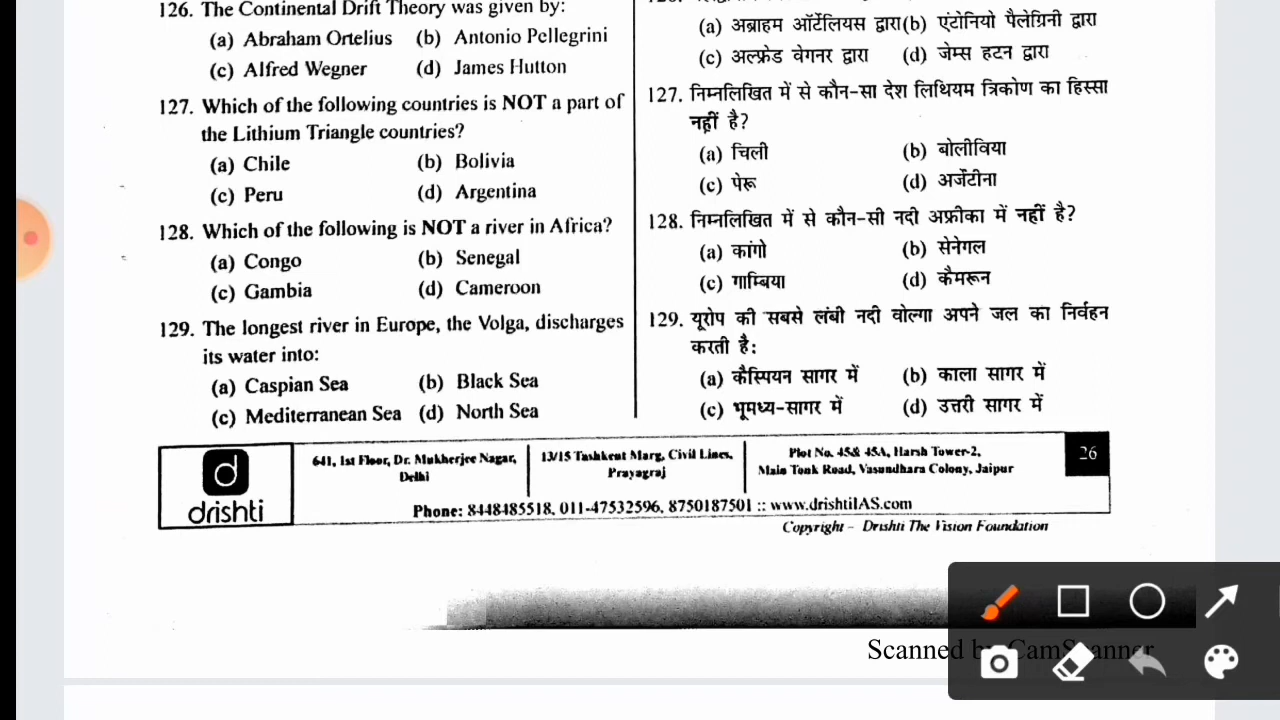 126. The Continental Drift Theory was given by:
(a) Abraham Ortelius (b) Antonio Pellegrini
(c) Alfred Wegner (d) James Hutton
127. Which of the following countries is NOT a part of
the Lithium Triangle countries?
(a) Chile (b) Bolivia
(c) Peru (d) Argentina
128. Which of the following is NOT a river in Africa?
(a) Congo (b) Senegal
(c) Gambia (d) Cameroon
129. The longest river in Europe, the Volga, discharges
its water into:
(a) Caspian Sea (b) Black Sea
(c) Mediterranean Sea (d) North Sea
(a) अब्राहम ऑर्टेलियस द्वारा (b) एंटोनियो पैलेग्रिनी द्वारा
(c) अल्फ्रेड वेगनर द्वारा (d) जेम्स हटन द्वारा
127. निम्नलिखित में से कौन-सा देश लिथियम त्रिकोण का हिस्सा
नहीं है?
(a) चिली (b) बोलीविया
(c) पेरू (d) अर्जेंटीना
128. निम्नलिखित में से कौन-सी नदी अफ्रीका में नहीं है?
(a) कांगो (b) सेनेगल
(c) गाम्बिया (d) कैमरून
129. यूरोप की सबसे लंबी नदी वोल्गा अपने जल का निर्वहन
करती है:
(a) कैस्पियन सागर में (b) काला सागर में
(c) भूमध्य-सागर में (d) उत्तरी सागर में
drishti
641, 1st Floor, Dr. Mukherjee Nagar,
Delhi
13/15 Tashkent Marg, Civil Lines,
Prayagraj
Plot No. 45& 45A, Harsh Tower-2,
Main Tonk Road, Vasundhara Colony, Jaipur
26
Phone: 8448485518, 011-47532596, 8750187501 :: www.drishtiIAS.com
Copyright – Drishti The Vision Foundation
Scanned by CamScanner